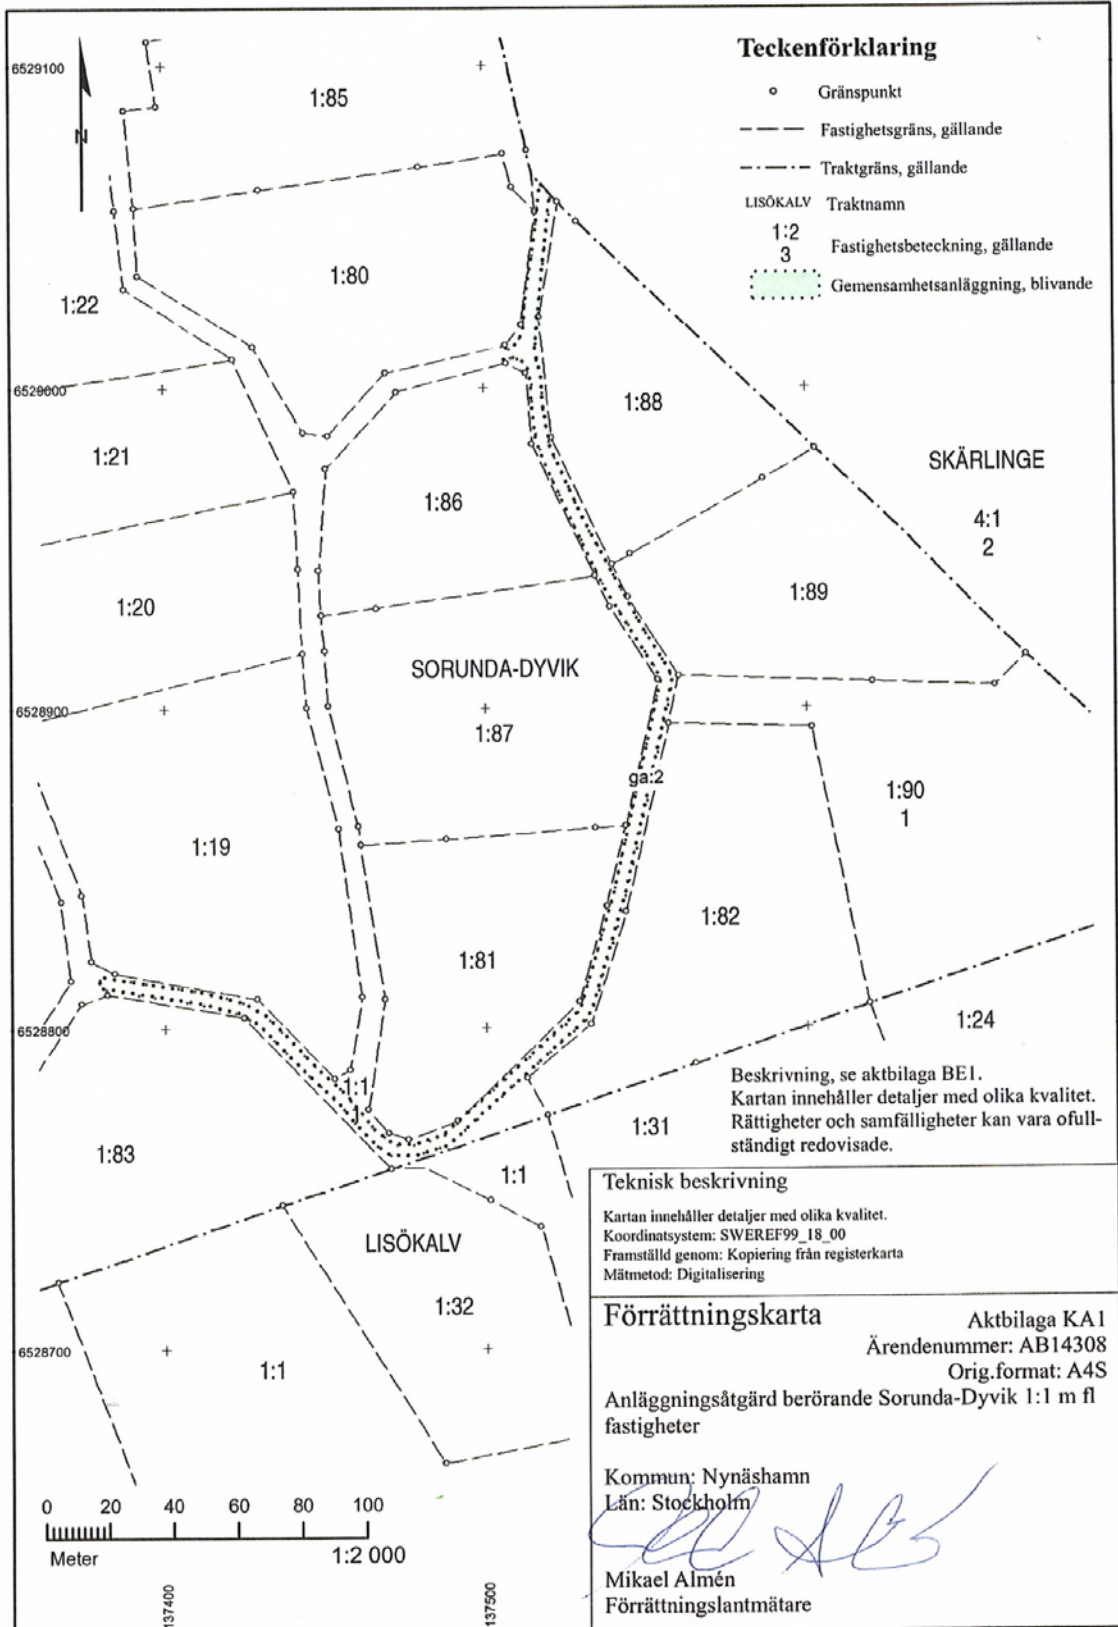 Teckenförklaring
Gränspunkt
Fastighetsgräns, gällande
Traktgräns, gällande
LISÖKALV Traktnamn
1:2
3
Fastighetsbeteckning, gällande
Gemensamhetsanläggning, blivande
6529100
N
1:85
1:80
1:22
6529000
1:88
1:21
SKÄRLINGE
1:86
4:1
2
1:20
1:89
SORUNDA-DYVIK
6528900
1:87
ga:2
1:90
1
1:19
1:82
1:81
6528800
1:24
1:1
1
1:83
1:31
1:1
LISÖKALV
1:32
6528700
1:1
Beskrivning, se aktbilaga BE1.
Kartan innehåller detaljer med olika kvalitet.
Rättigheter och samfälligheter kan vara ofull-
ständigt redovisade.
Teknisk beskrivning
Kartan innehåller detaljer med olika kvalitet.
Koordinatsystem: SWEREF99_18_00
Framställd genom: Kopiering från registerkarta
Mätmetod: Digitalisering
Förrättningskarta
Aktbilaga KA1
Ärendenummer: AB14308
Orig.format: A4S
Anläggningsåtgärd berörande Sorunda-Dyvik 1:1 m fl
fastigheter
Kommun: Nynäshamn
Län: Stockholm
Mikael Almén
Förrättningslantmätare
0 20 40 60 80 100
Meter
1:2 000
137400
137500